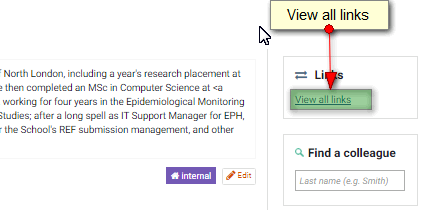 View all links
f North London, including a year's research placement at
e then completed an MSc in Computer Science at <a
working for four years in the Epidemiological Monitoring
Studies; after a long spell as IT Support Manager for EPH,
r the School's REF submission management, and other
internal
Edit
Links
View all links
Find a colleague
Last name (e.g. Smith)